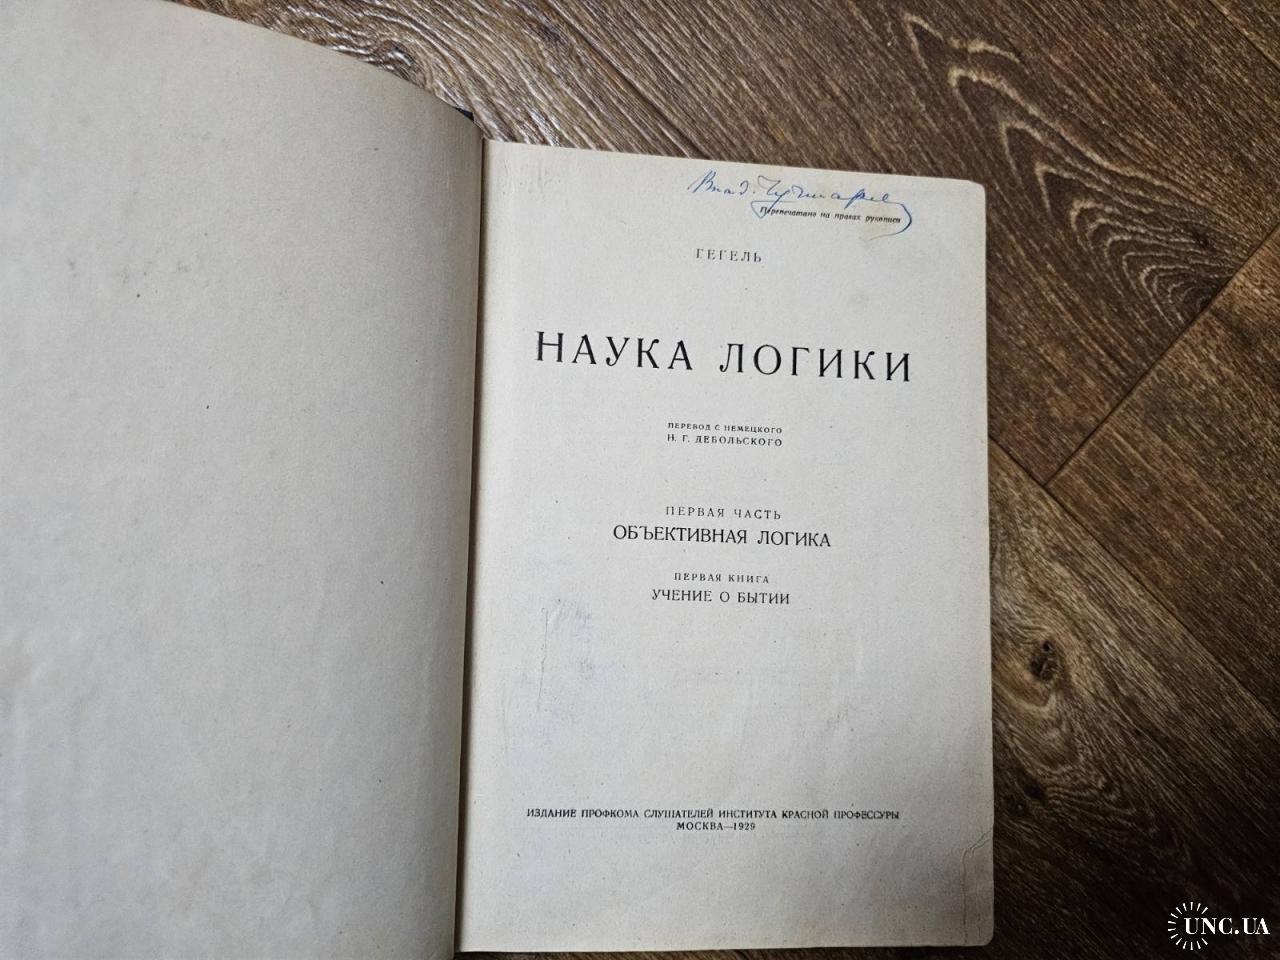 Влад.
Перепечатано на правах рукописи
ГЕГЕЛЬ
НАУКА ЛОГИКИ
ПЕРЕВОД С НЕМЕЦКОГО
Н. Г. ДЕБОЛЬСКОГО
ПЕРВАЯ ЧАСТЬ
ОБЪЕКТИВНАЯ ЛОГИКА
ПЕРВАЯ КНИГА
УЧЕНИЕ О БЫТИИ
ИЗДАНИЕ ПРОФКОМА СЛУШАТЕЛЕЙ ИНСТИТУТА КРАСНОЙ ПРОФЕССУРЫ
МОСКВА—1929
UNC.UA